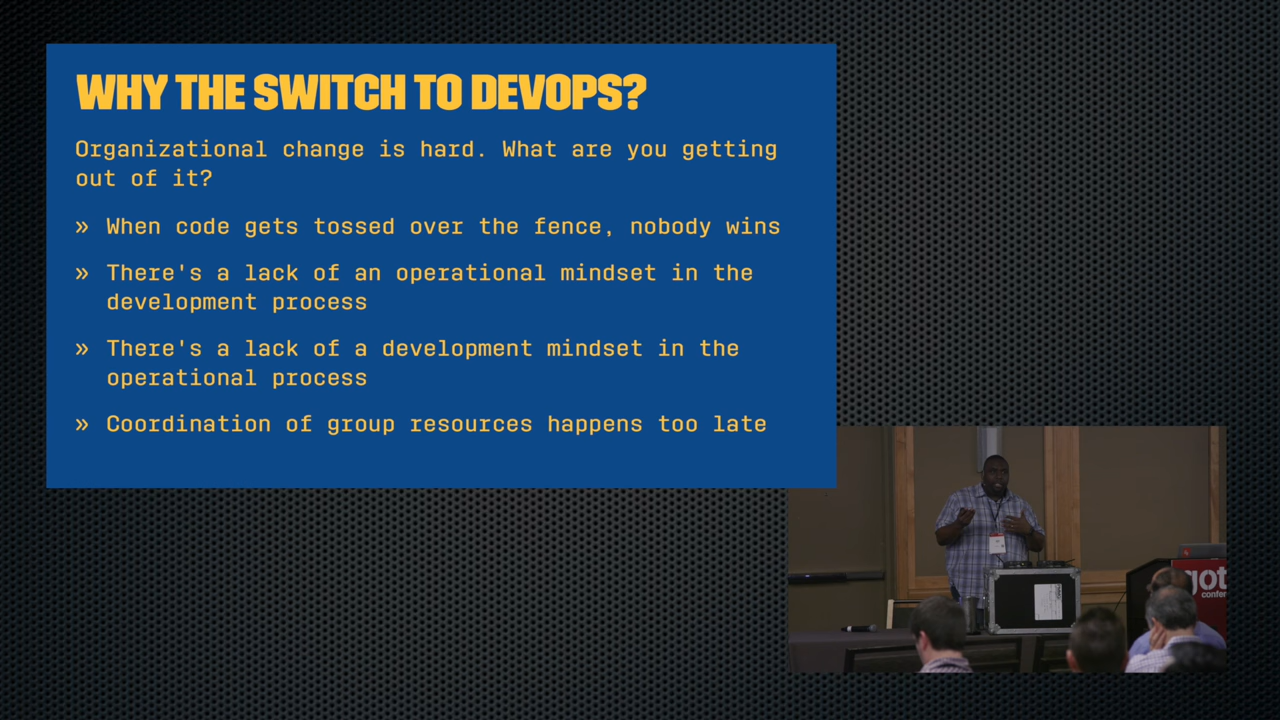 WHY THE SWITCH TO DEVOPS?
Organizational change is hard. What are you getting
out of it?
» When code gets tossed over the fence, nobody wins
» There's a lack of an operational mindset in the
development process
» There's a lack of a development mindset in the
operational process
» Coordination of group resources happens too late
got
confer